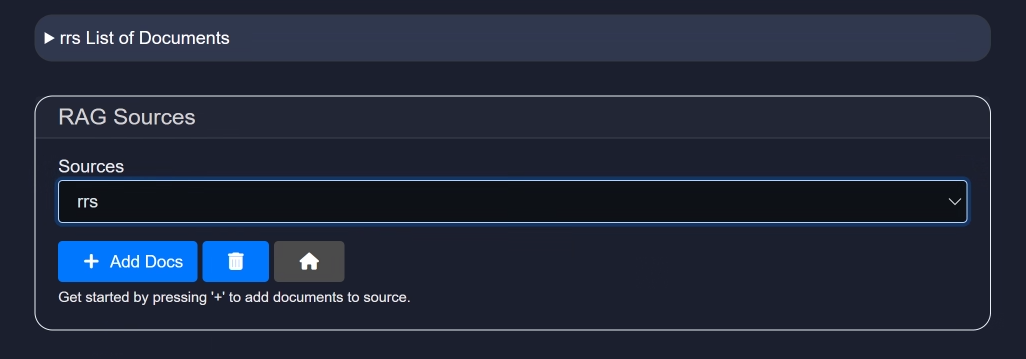 rrs List of Documents
RAG Sources
Sources
rrs
+ Add Docs
Get started by pressing '+' to add documents to source.